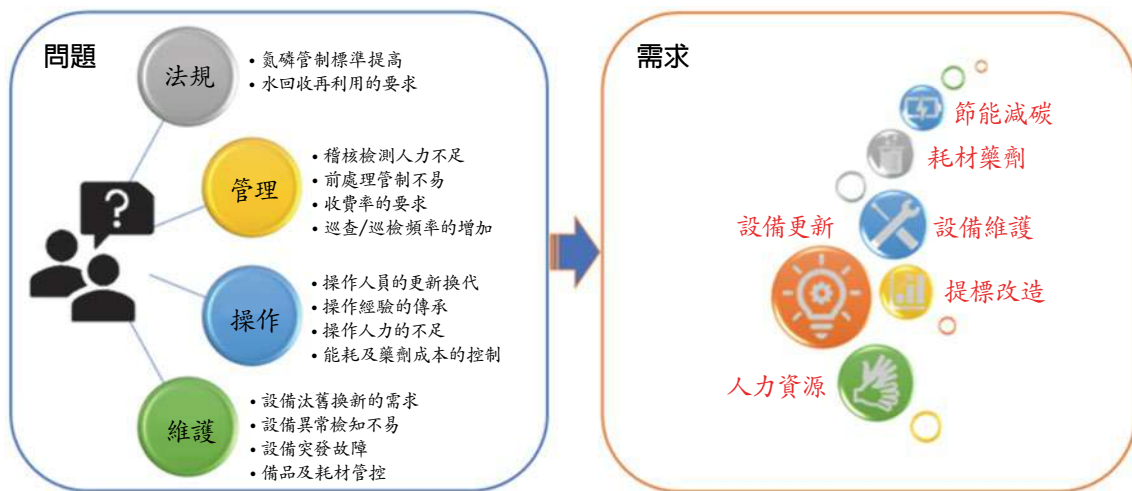 問題
法規
• 氮磷管制標準提高
• 水回收再利用的要求
管理
• 稽核檢測人力不足
• 前處理管制不易
• 收費率的要求
• 巡查/巡檢頻率的增加
?
操作
• 操作人員的更新換代
• 操作經驗的傳承
• 操作人力的不足
• 能耗及藥劑成本的控制
維護
• 設備汰舊換新的需求
• 設備異常檢知不易
• 設備突發故障
• 備品及耗材管控
需求
節能減碳
耗材藥劑
設備更新
設備維護
提標改造
人力資源